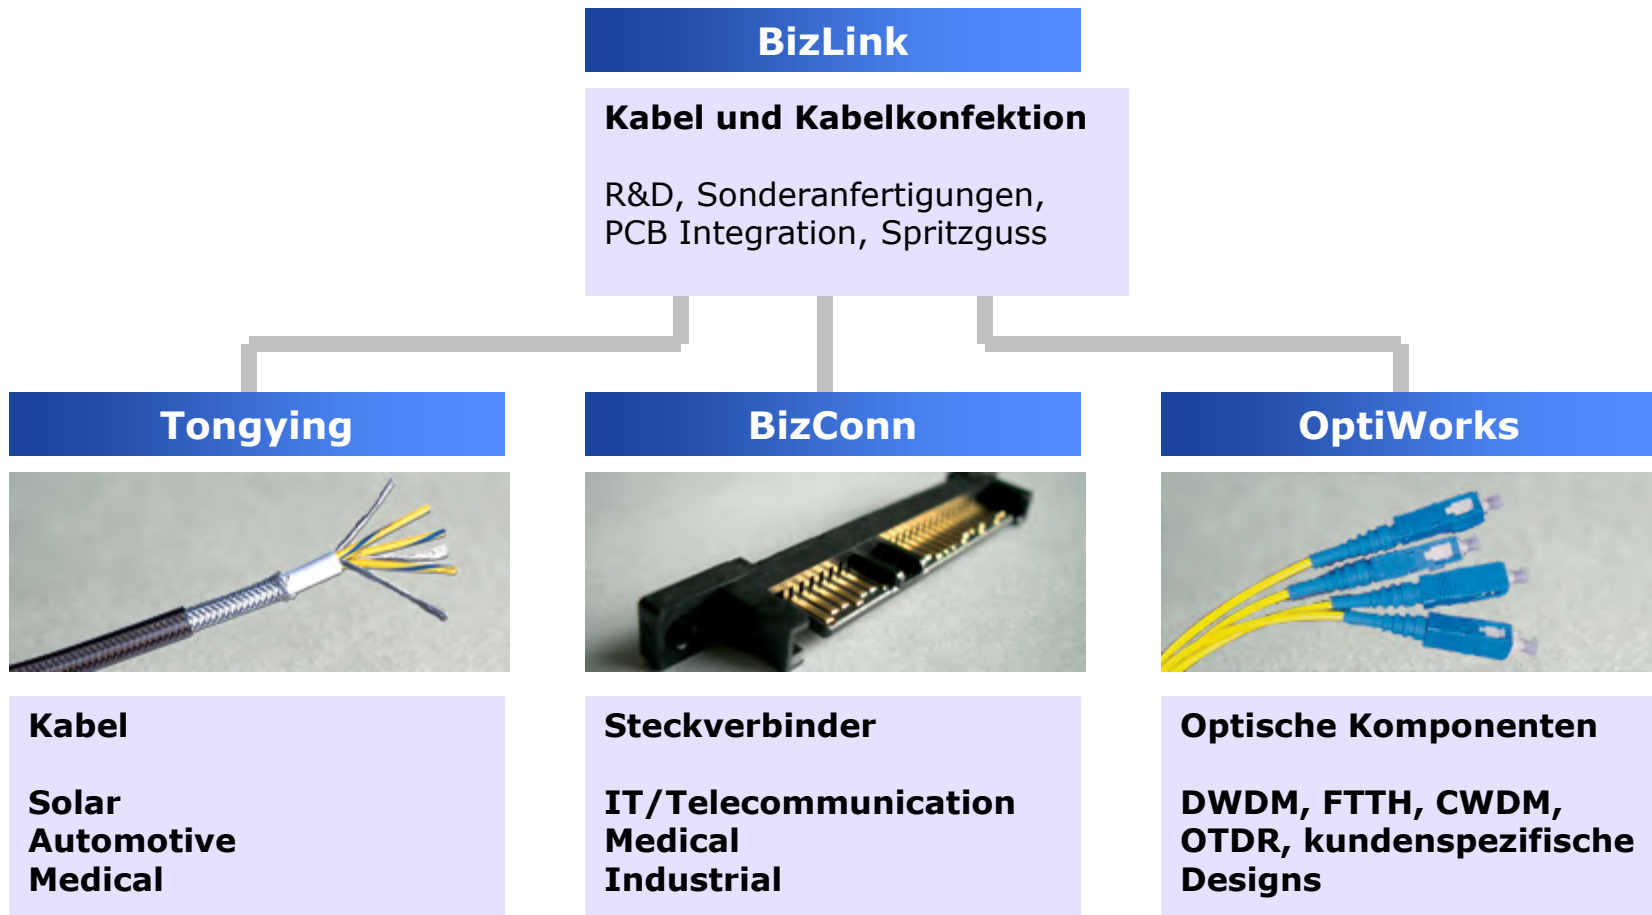 BizLink
Kabel und Kabelkonfektion
R&D, Sonderanfertigungen,
PCB Integration, Spritzguss
Tongying
BizConn
OptiWorks
Kabel
Solar
Automotive
Medical
Steckverbinder
IT/Telecommunication
Medical
Industrial
Optische Komponenten
DWDM, FTTH, CWDM,
OTDR, kundenspezifische
Designs